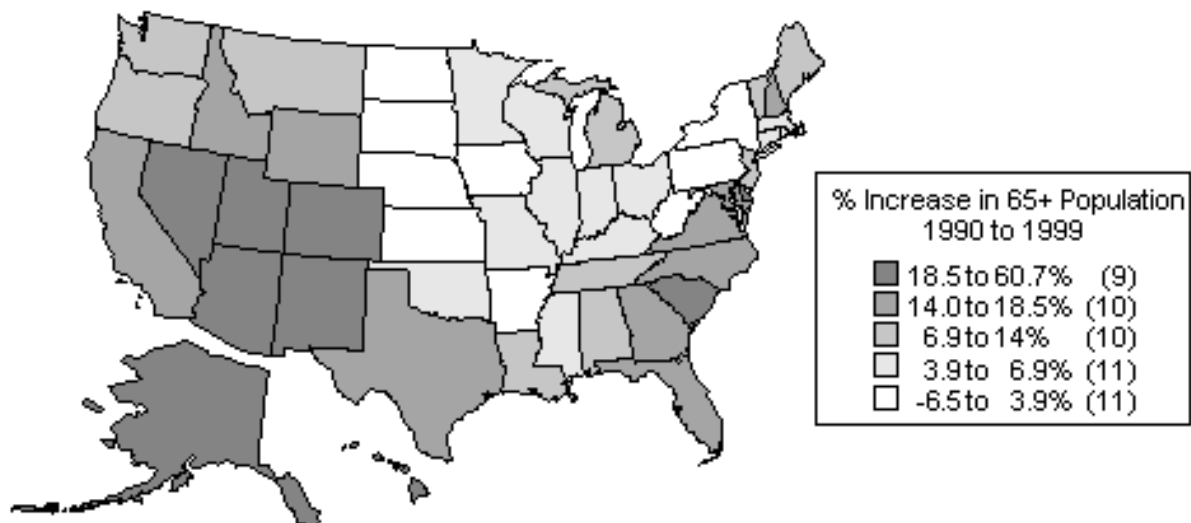 % Increase in 65+ Population
1990 to 1999
18.5 to 60.7% (9)
14.0 to 18.5% (10)
6.9 to 14% (10)
3.9 to 6.9% (11)
-6.5 to 3.9% (11)